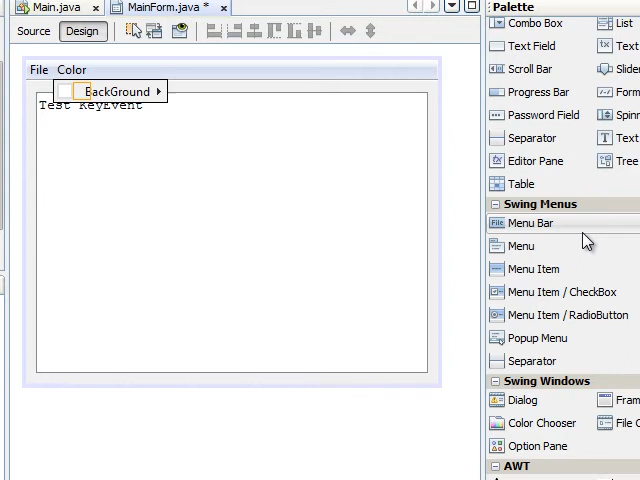 Main.java x MainForm.java * x
Source Design
File Color
BackGround
Test KeyEvent
Palette
Combo Box List
Text Field Text
Scroll Bar Slide
Progress Bar Form
Password Field Spin
Separator Text
Editor Pane Tree
Table
Swing Menus
File Menu Bar
Menu
Menu Item
Menu Item / CheckBox
Menu Item / RadioButton
Popup Menu
Separator
Swing Windows
Dialog Fram
Color Chooser File C
Option Pane
AWT